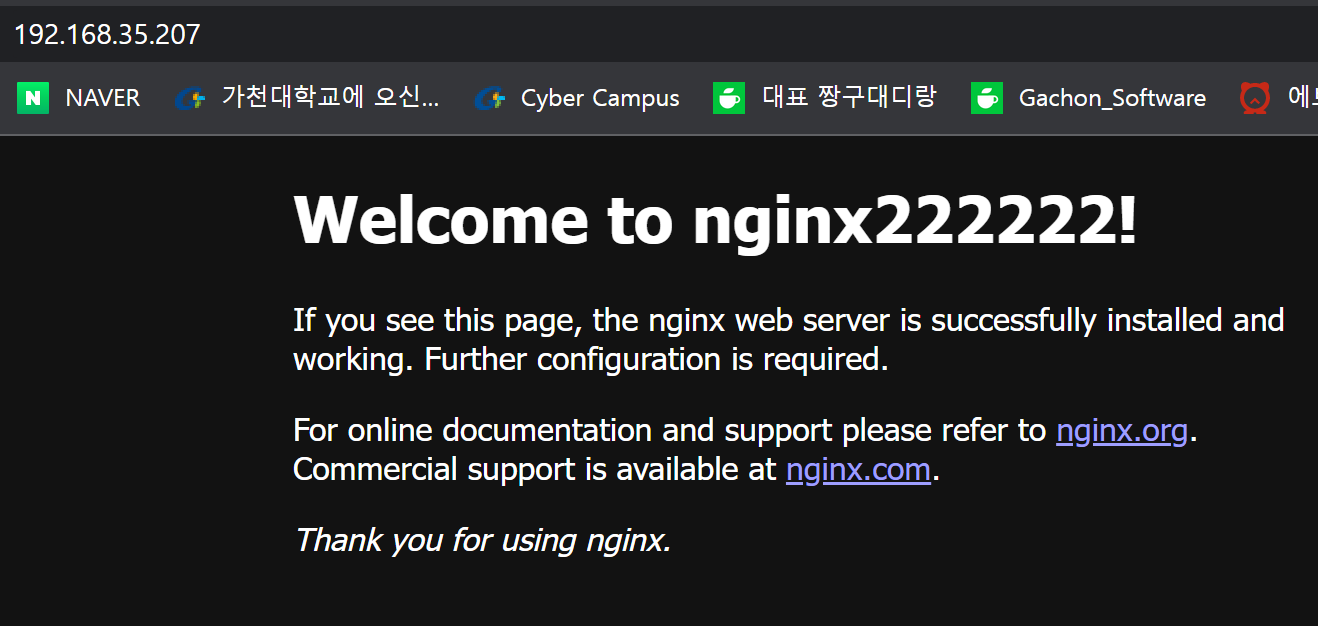 192.168.35.207
N NAVER 가천대학교에 오신... Cyber Campus 대표 짱구대디랑 Gachon_Software
Welcome to nginx222222!
If you see this page, the nginx web server is successfully installed and
working. Further configuration is required.
For online documentation and support please refer to nginx.org.
Commercial support is available at nginx.com.
Thank you for using nginx.